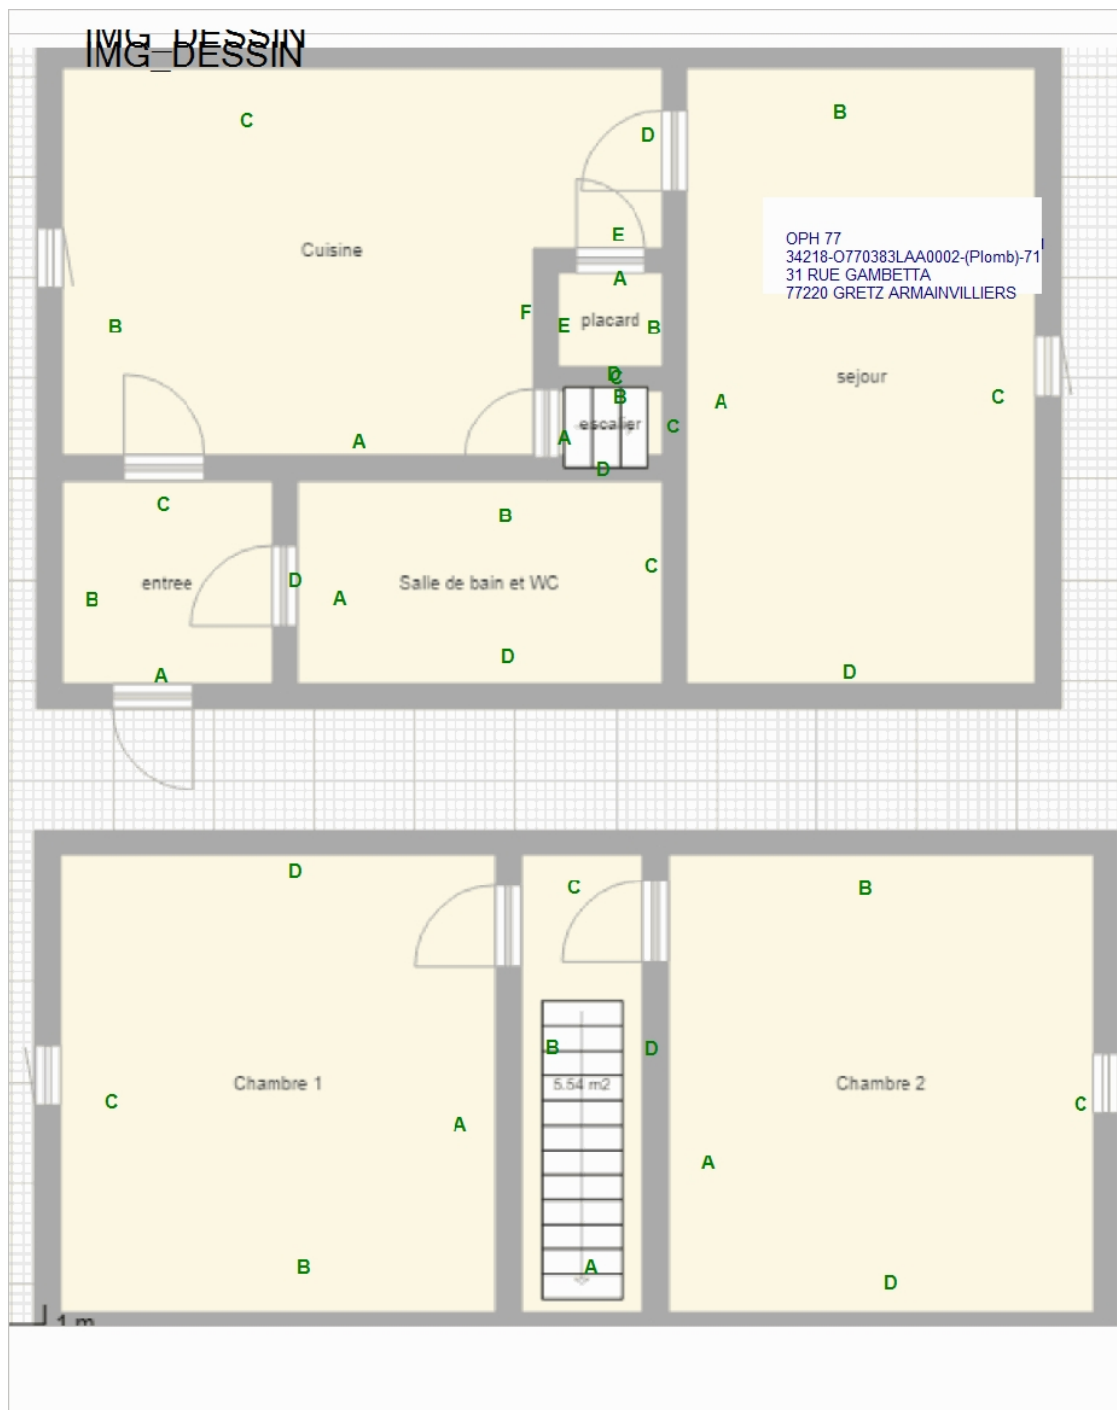 IMG_DESSIN
IMG_DESSIN
C
D
B
E
OPH 77
34218-O770383LAA0002-(Plomb)-71
31 RUE GAMBETTA
77220 GRETZ ARMAINVILLIERS
Cuisine
A
F
B
E
placard
B
D
C
sejour
B
A
C
A
A
escalier
C
D
C
B
C
entree
D
Salle de bain et WC
B
A
A
D
D
D
C
B
B
D
Chambre 1
5.54 m2
Chambre 2
C
C
A
A
B
A
D
1 m